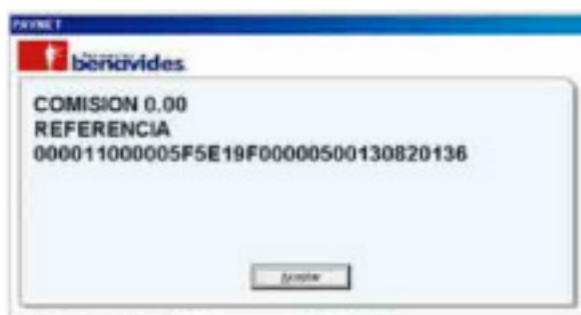 PAYNET
benavides
COMISION 0.00
REFERENCIA
000011000005F5E19F00000500130820136
Aceptar